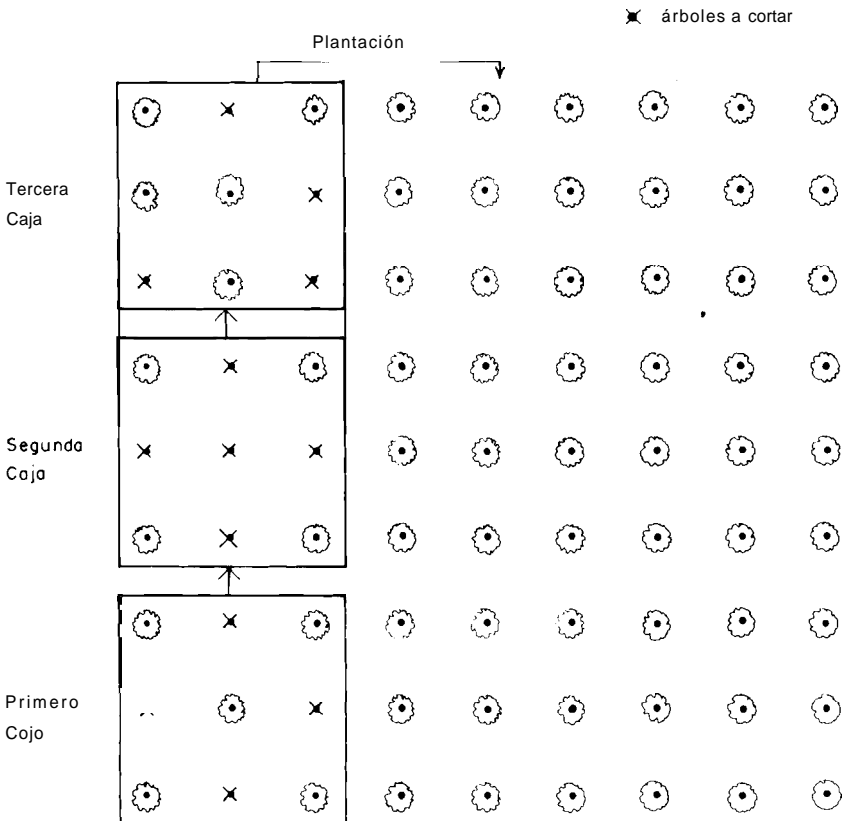 árboles a cortar
Plantación
Tercera
Caja
Segunda
Caja
Primero
Cojo